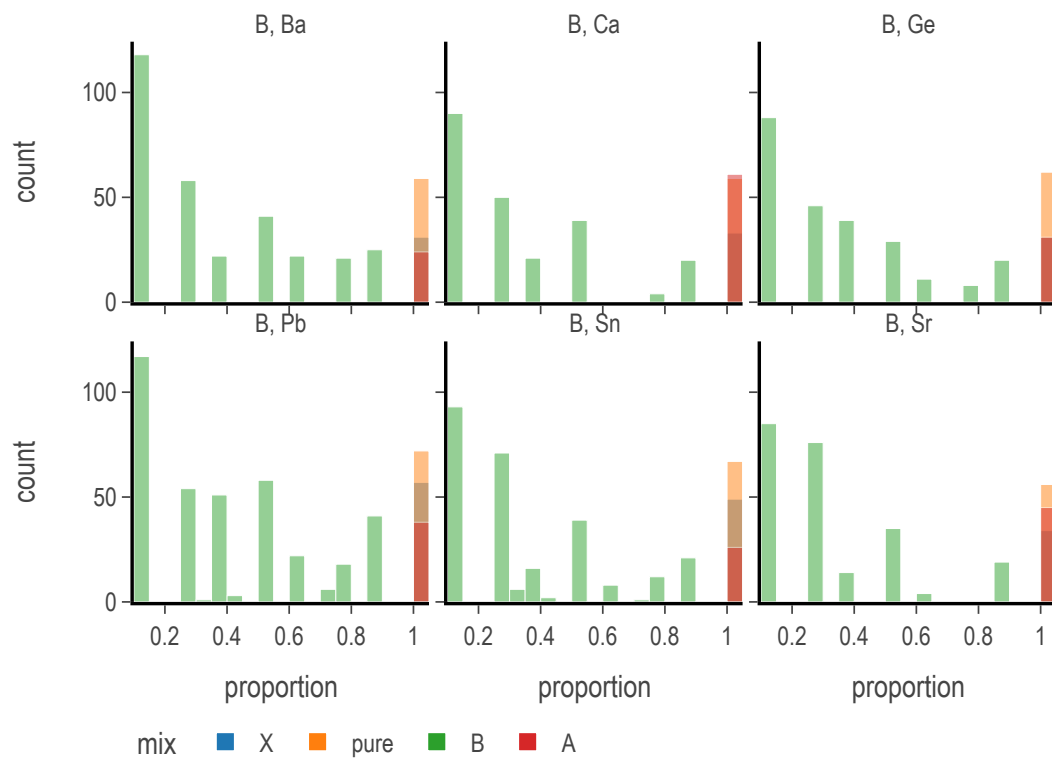 B, Ba
B, Ca
B, Ge
count
100
50
0
B, Pb
B, Sn
B, Sr
count
100
50
0
0.2 0.4 0.6 0.8 1
0.2 0.4 0.6 0.8 1
0.2 0.4 0.6 0.8 1
proportion
proportion
proportion
mix X pure B A